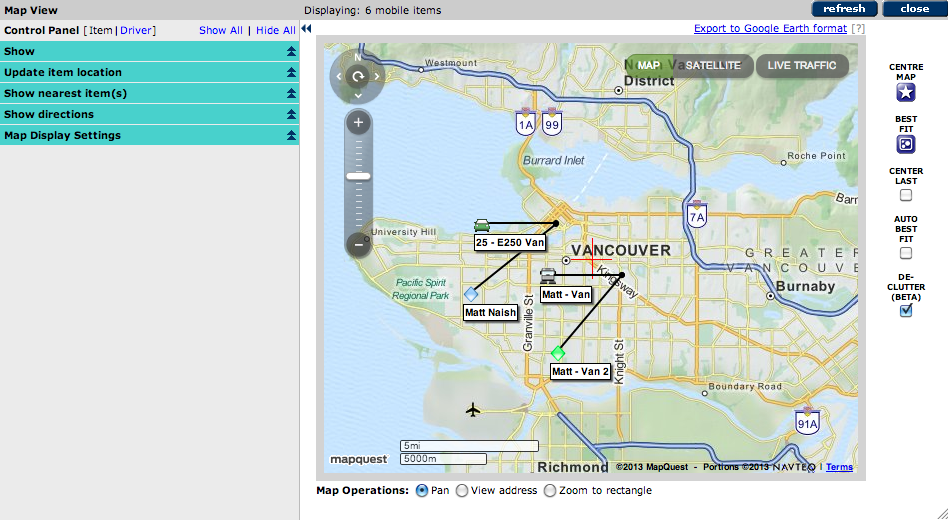 Map View
Displaying: 6 mobile items
refresh
close
Control Panel [Item|Driver]
Show All | Hide All
Export to Google Earth format [?]
Show
Update item location
Show nearest item(s)
Show directions
Map Display Settings
N
Westmount
District
MAP
SATELLITE
LIVE TRAFFIC
1A
99
Burrard Inlet
Roche Point
7A
University Hill
25 - E250 Van
VANCOUVER
GREATER
VANCOUVE
Kingsway
Burnaby
Pacific Spirit
Regional Park
Matt - Van
Matt Naish
Granville St
Knight St
Matt - Van 2
Boundary Road
91A
5mi
5000m
mapquest
Richmond
©2013 MapQuest - Portions ©2013 NAVTEQ | Terms
CENTRE
MAP
BEST
FIT
CENTER
LAST
AUTO
BEST
FIT
DE-
CLUTTER
(BETA)
Map Operations: Pan View address Zoom to rectangle